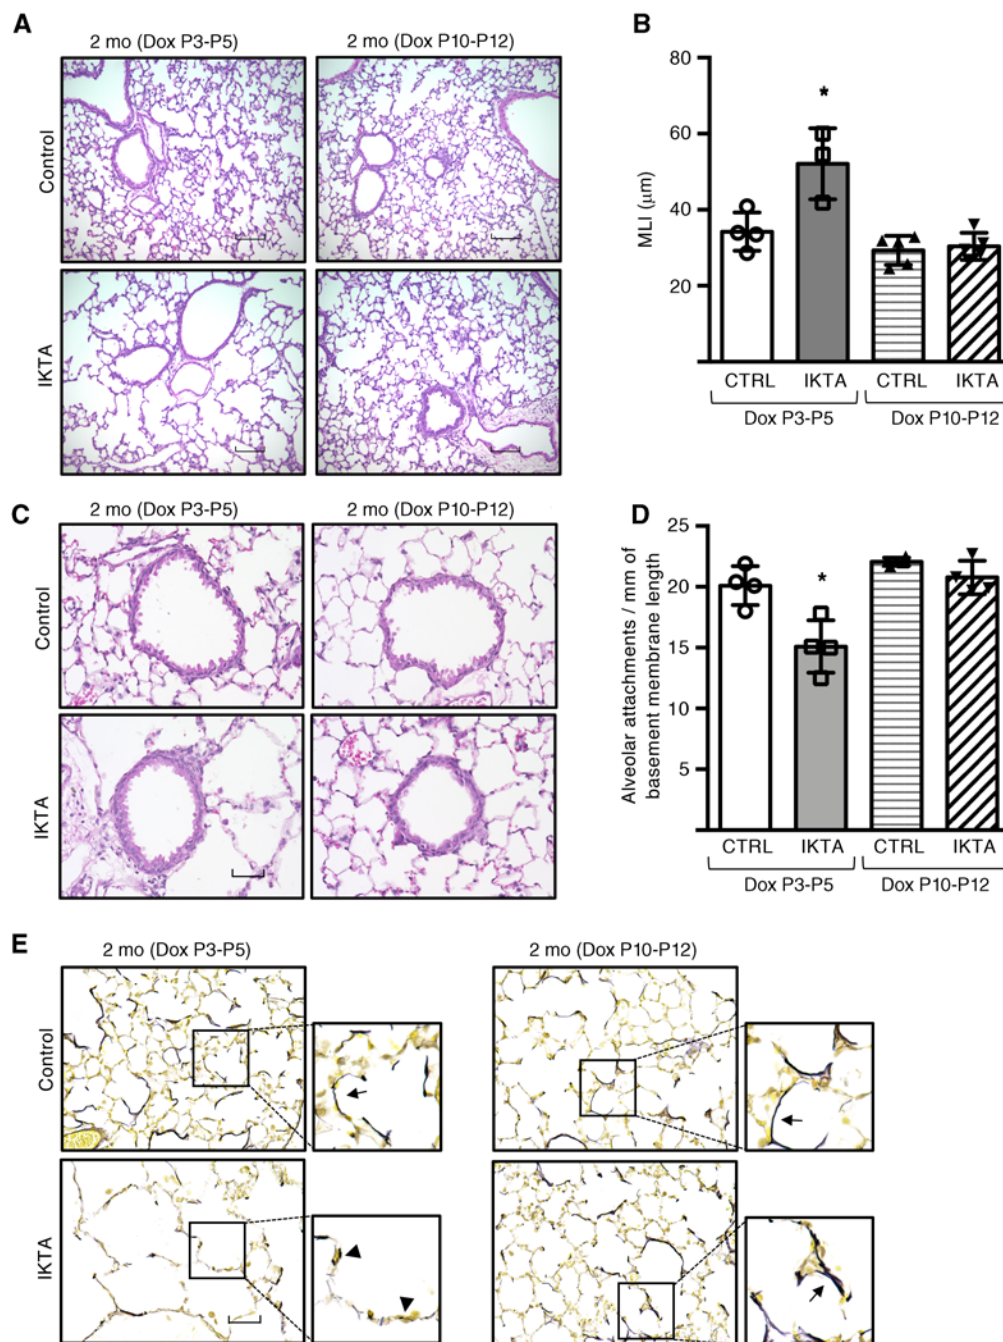 A
2 mo (Dox P3-P5)
2 mo (Dox P10-P12)
Control
IKTA
B
MLI (μm)
80
60
40
20
*
CTRL
IKTA
CTRL
IKTA
Dox P3-P5
Dox P10-P12
C
2 mo (Dox P3-P5)
2 mo (Dox P10-P12)
Control
IKTA
D
Alveolar attachments / mm of
basement membrane length
25
20
15
10
5
*
CTRL
IKTA
CTRL
IKTA
Dox P3-P5
Dox P10-P12
E
2 mo (Dox P3-P5)
2 mo (Dox P10-P12)
Control
IKTA